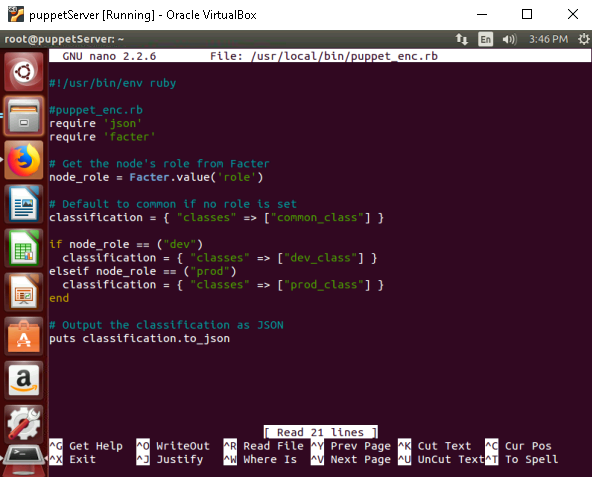 puppetServer [Running] - Oracle VirtualBox
root@puppetServer: ~ En 3:46 PM
GNU nano 2.2.6 File: /usr/local/bin/puppet_enc.rb
#!/usr/bin/env ruby
#puppet_enc.rb
require 'json'
require 'facter'
# Get the node's role from Facter
node_role = Facter.value('role')
# Default to common if no role is set
classification = { "classes" => ["common_class"] }
if node_role == ("dev")
  classification = { "classes" => ["dev_class"] }
elseif node_role == ("prod")
  classification = { "classes" => ["prod_class"] }
end
# Output the classification as JSON
puts classification.to_json
[ Read 21 lines ]
^G Get Help ^O WriteOut ^R Read File ^Y Prev Page ^K Cut Text ^C Cur Pos
^X Exit ^J Justify ^W Where Is ^V Next Page ^U UnCut Text ^T To Spell